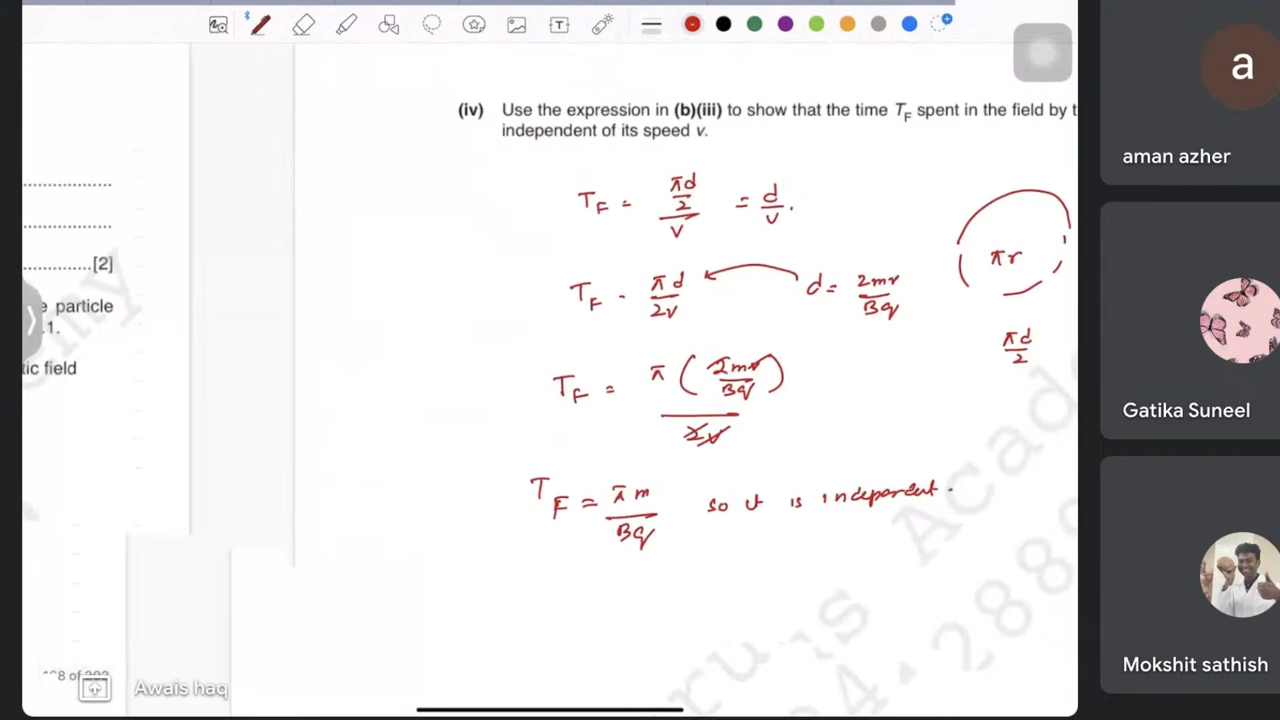 (iv) Use the expression in (b)(iii) to show that the time T_F spent in the field by t
independent of its speed v.
T_F = (πd/2)/v = d/v.
πr
T_F = πd/2v
d = 2mv/Bq
πd/2
T_F = π(2mv/Bq)/2v
T_F = πm/Bq so it is independent.
[2]
e particle
.1.
tic field
Awais haq
a
aman azher
Gatika Suneel
Mokshit sathish